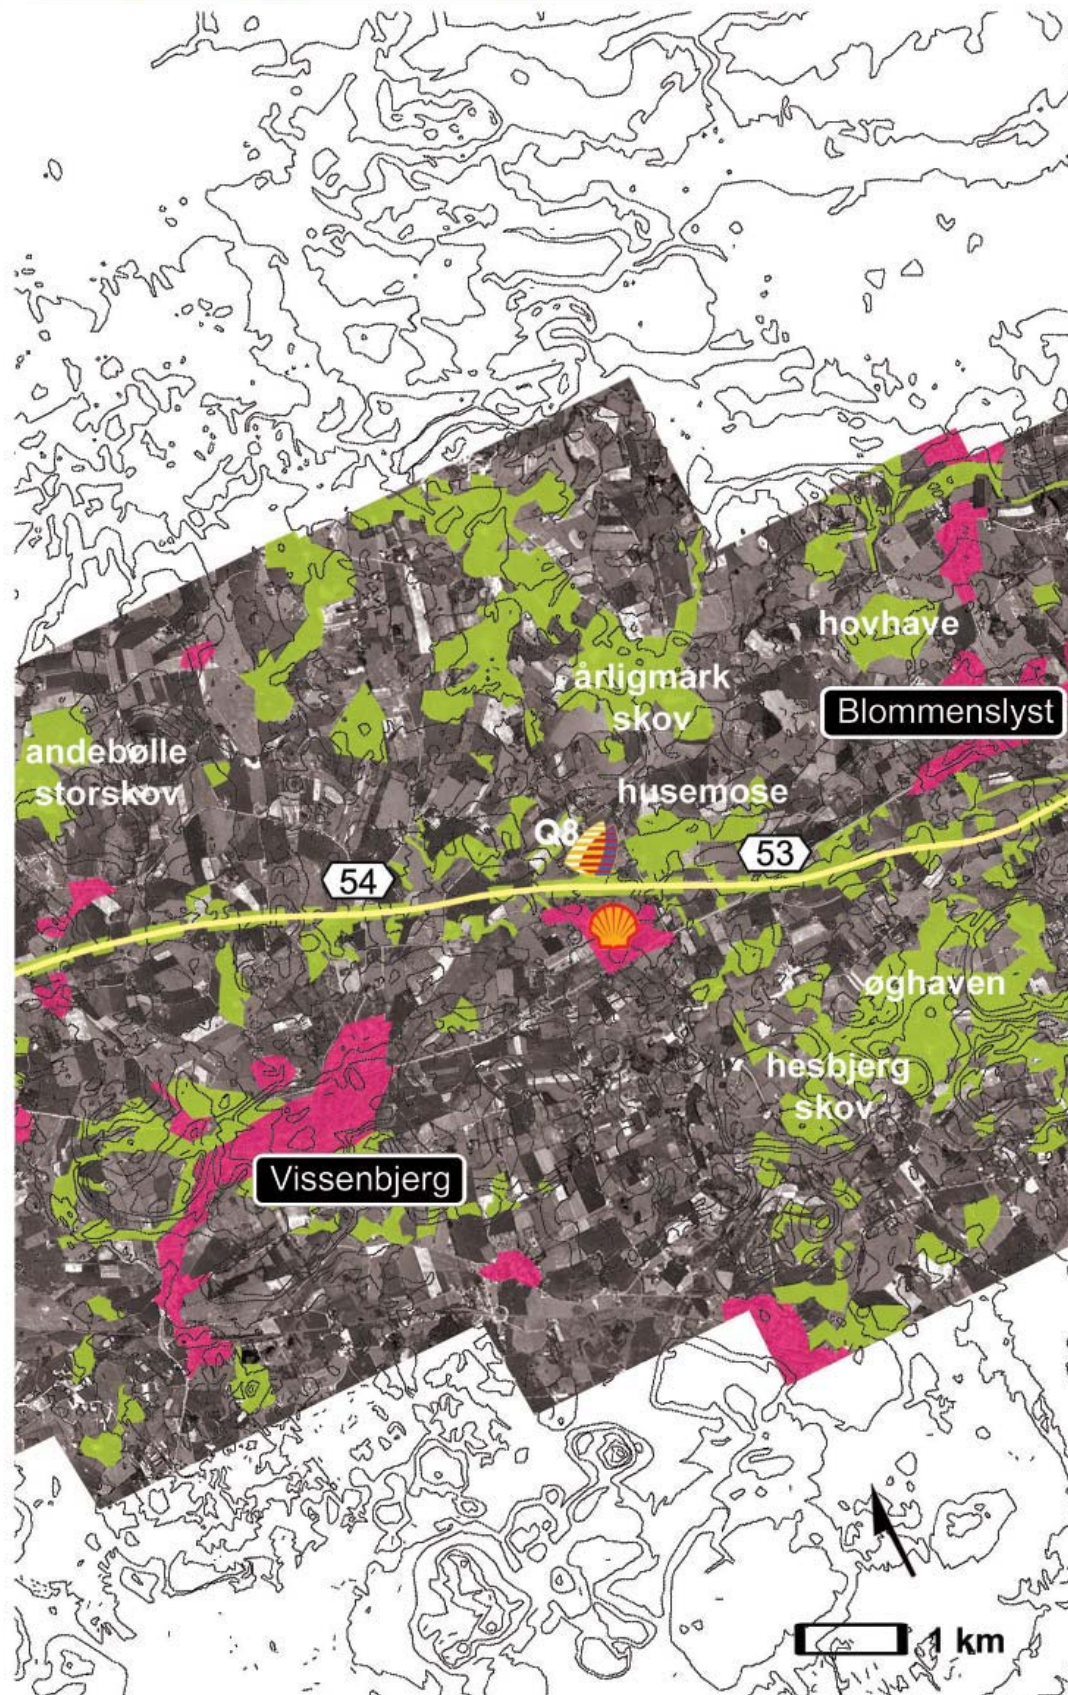 hovhave
årligmark
skov
Blommenslyst
andebølle
storskov
husemose
Q8
53
54
øghaven
hesbjerg
skov
Vissenbjerg
1 km